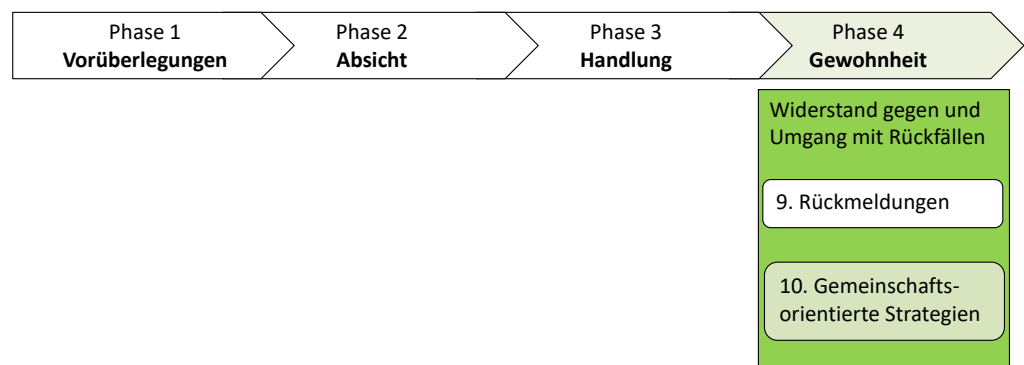 Phase 1
Vorüberlegungen
Phase 2
Absicht
Phase 3
Handlung
Phase 4
Gewohnheit
Widerstand gegen und
Umgang mit Rückfällen
9. Rückmeldungen
10. Gemeinschafts-
orientierte Strategien